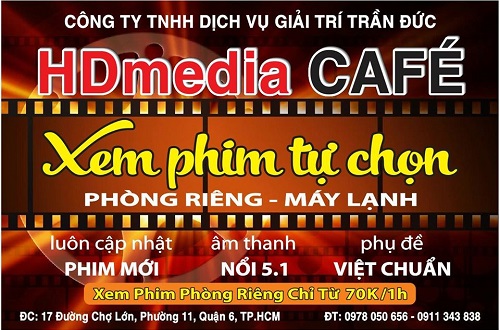 CÔNG TY TNHH DỊCH VỤ GIẢI TRÍ TRẦN ĐỨC
HDmedia CAFÉ
Xem phim tự chọn
PHÒNG RIÊNG - MÁY LẠNH
luôn cập nhật âm thanh phụ đề
PHIM MỚI NỔI 5.1 VIỆT CHUẨN
Xem Phim Phòng Riêng Chỉ Từ 70K/1h
ĐC: 17 Đường Chợ Lớn, Phường 11, Quận 6, TP.HCM ĐT: 0978 050 656 - 0911 343 838